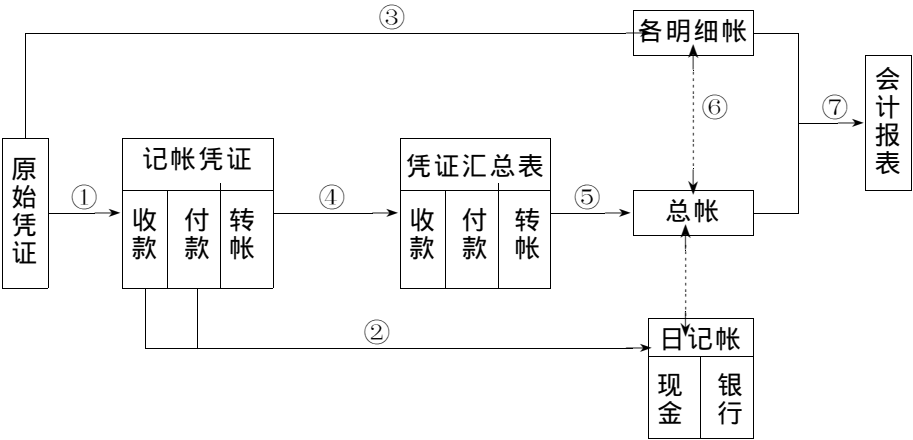 ③
各明细帐
会计报表
⑥
⑦
原始凭证
①
记帐凭证
收款
付款
转帐
④
凭证汇总表
收款
付款
转帐
⑤
总帐
②
日记帐
现金
银行